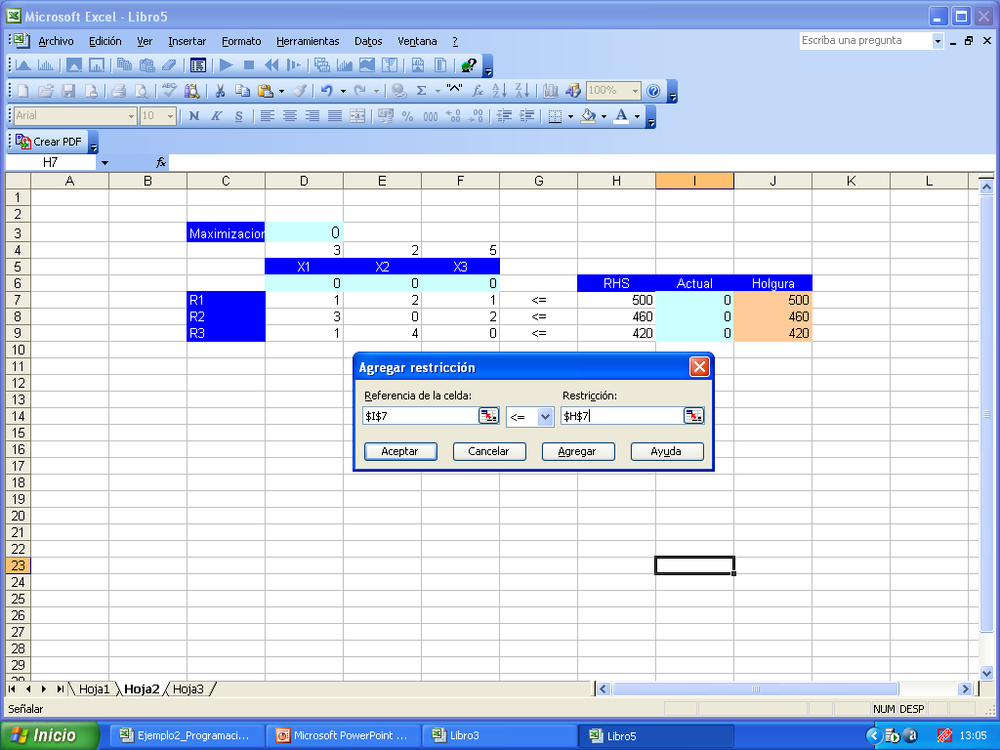 Microsoft Excel - Libro5
Archivo Edición Ver Insertar Formato Herramientas Datos Ventana ?
Escriba una pregunta
100%
Arial 10 N K S % 000
Crear PDF
H7 fx
A B C D E F G H I J K L
1
2
3 Maximizacion 0
4 3 2 5
5 X1 X2 X3
6 0 0 0 RHS Actual Holgura
7 R1 1 2 1 <= 500 0 500
8 R2 3 0 2 <= 460 0 460
9 R3 1 4 0 <= 420 0 420
10
11
12
13
14
15
16
17
18
19
20
21
22
23
24
25
26
27
28
29
Agregar restricción
Referencia de la celda: Restricción:
$I$7 <= $H$7
Aceptar Cancelar Agregar Ayuda
Hoja1 Hoja2 Hoja3
Señalar NUM DESP
Inicio Ejemplo2_Programaci... Microsoft PowerPoint ... Libro3 Libro5 13:05